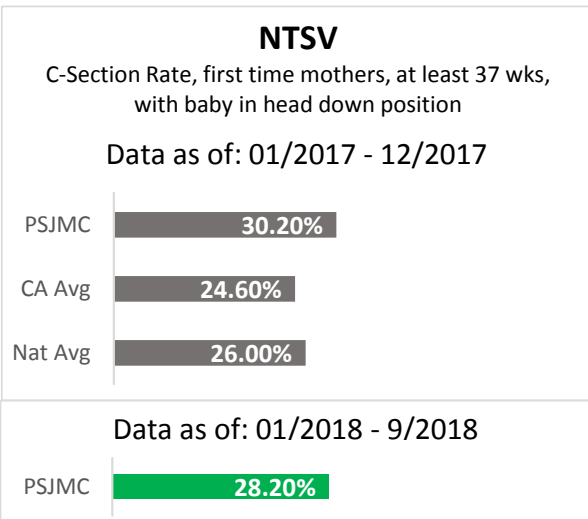 NTSV
C-Section Rate, first time mothers, at least 37 wks,
with baby in head down position
Data as of: 01/2017 - 12/2017
PSJMC 30.20%
CA Avg 24.60%
Nat Avg 26.00%
Data as of: 01/2018 - 9/2018
PSJMC 28.20%